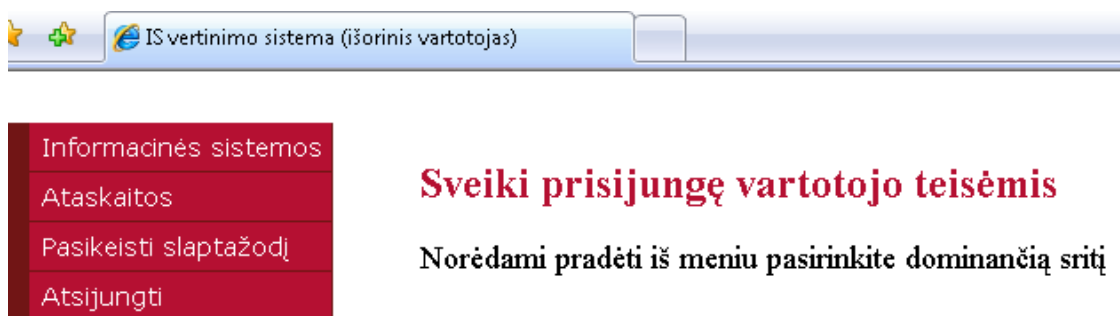 IS vertinimo sistema (išorinis vartotojas)
Informacinės sistemos
Ataskaitos
Pasikeisti slaptažodį
Atsijungti
Sveiki prisijungę vartotojo teisėmis
Norėdami pradėti iš meniu pasirinkite dominančią sritį